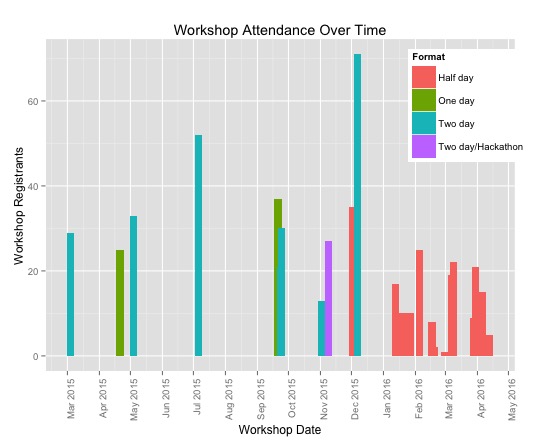 Workshop Attendance Over Time
Format
Half day
One day
Two day
Two day/Hackathon
Workshop Registrants
60
40
20
0
Mar 2015
Apr 2015
May 2015
Jun 2015
Jul 2015
Aug 2015
Sep 2015
Oct 2015
Nov 2015
Dec 2015
Jan 2016
Feb 2016
Mar 2016
Apr 2016
May 2016
Workshop Date